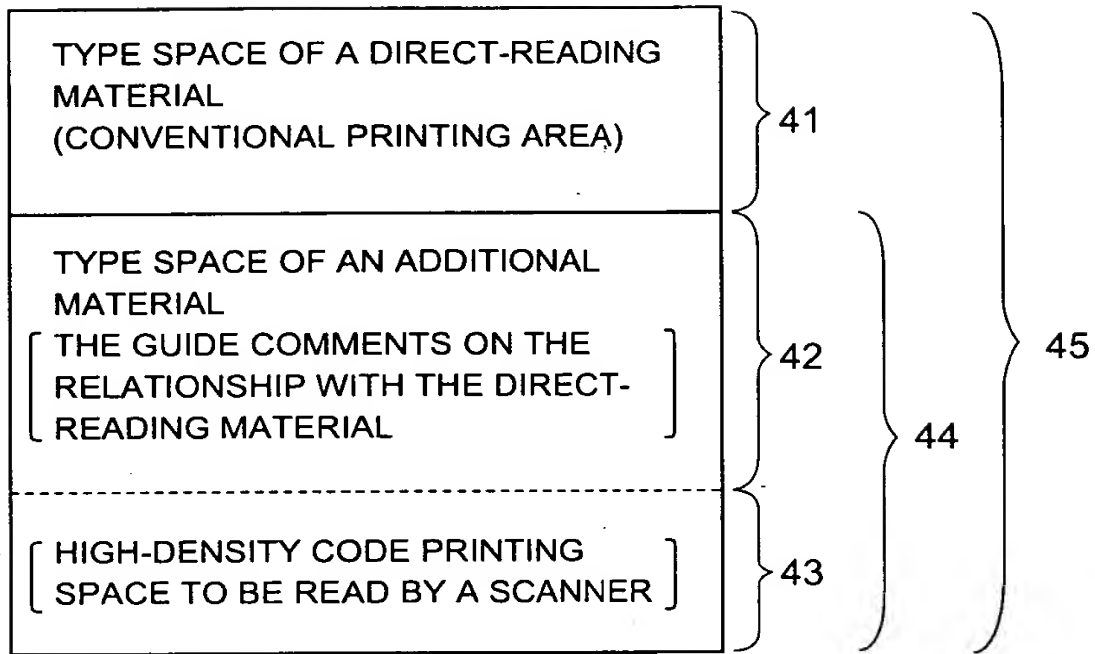 TYPE SPACE OF A DIRECT-READING
MATERIAL
(CONVENTIONAL PRINTING AREA)
41
TYPE SPACE OF AN ADDITIONAL
MATERIAL
THE GUIDE COMMENTS ON THE
RELATIONSHIP WITH THE DIRECT-
READING MATERIAL
42
HIGH-DENSITY CODE PRINTING
SPACE TO BE READ BY A SCANNER
43
44
45